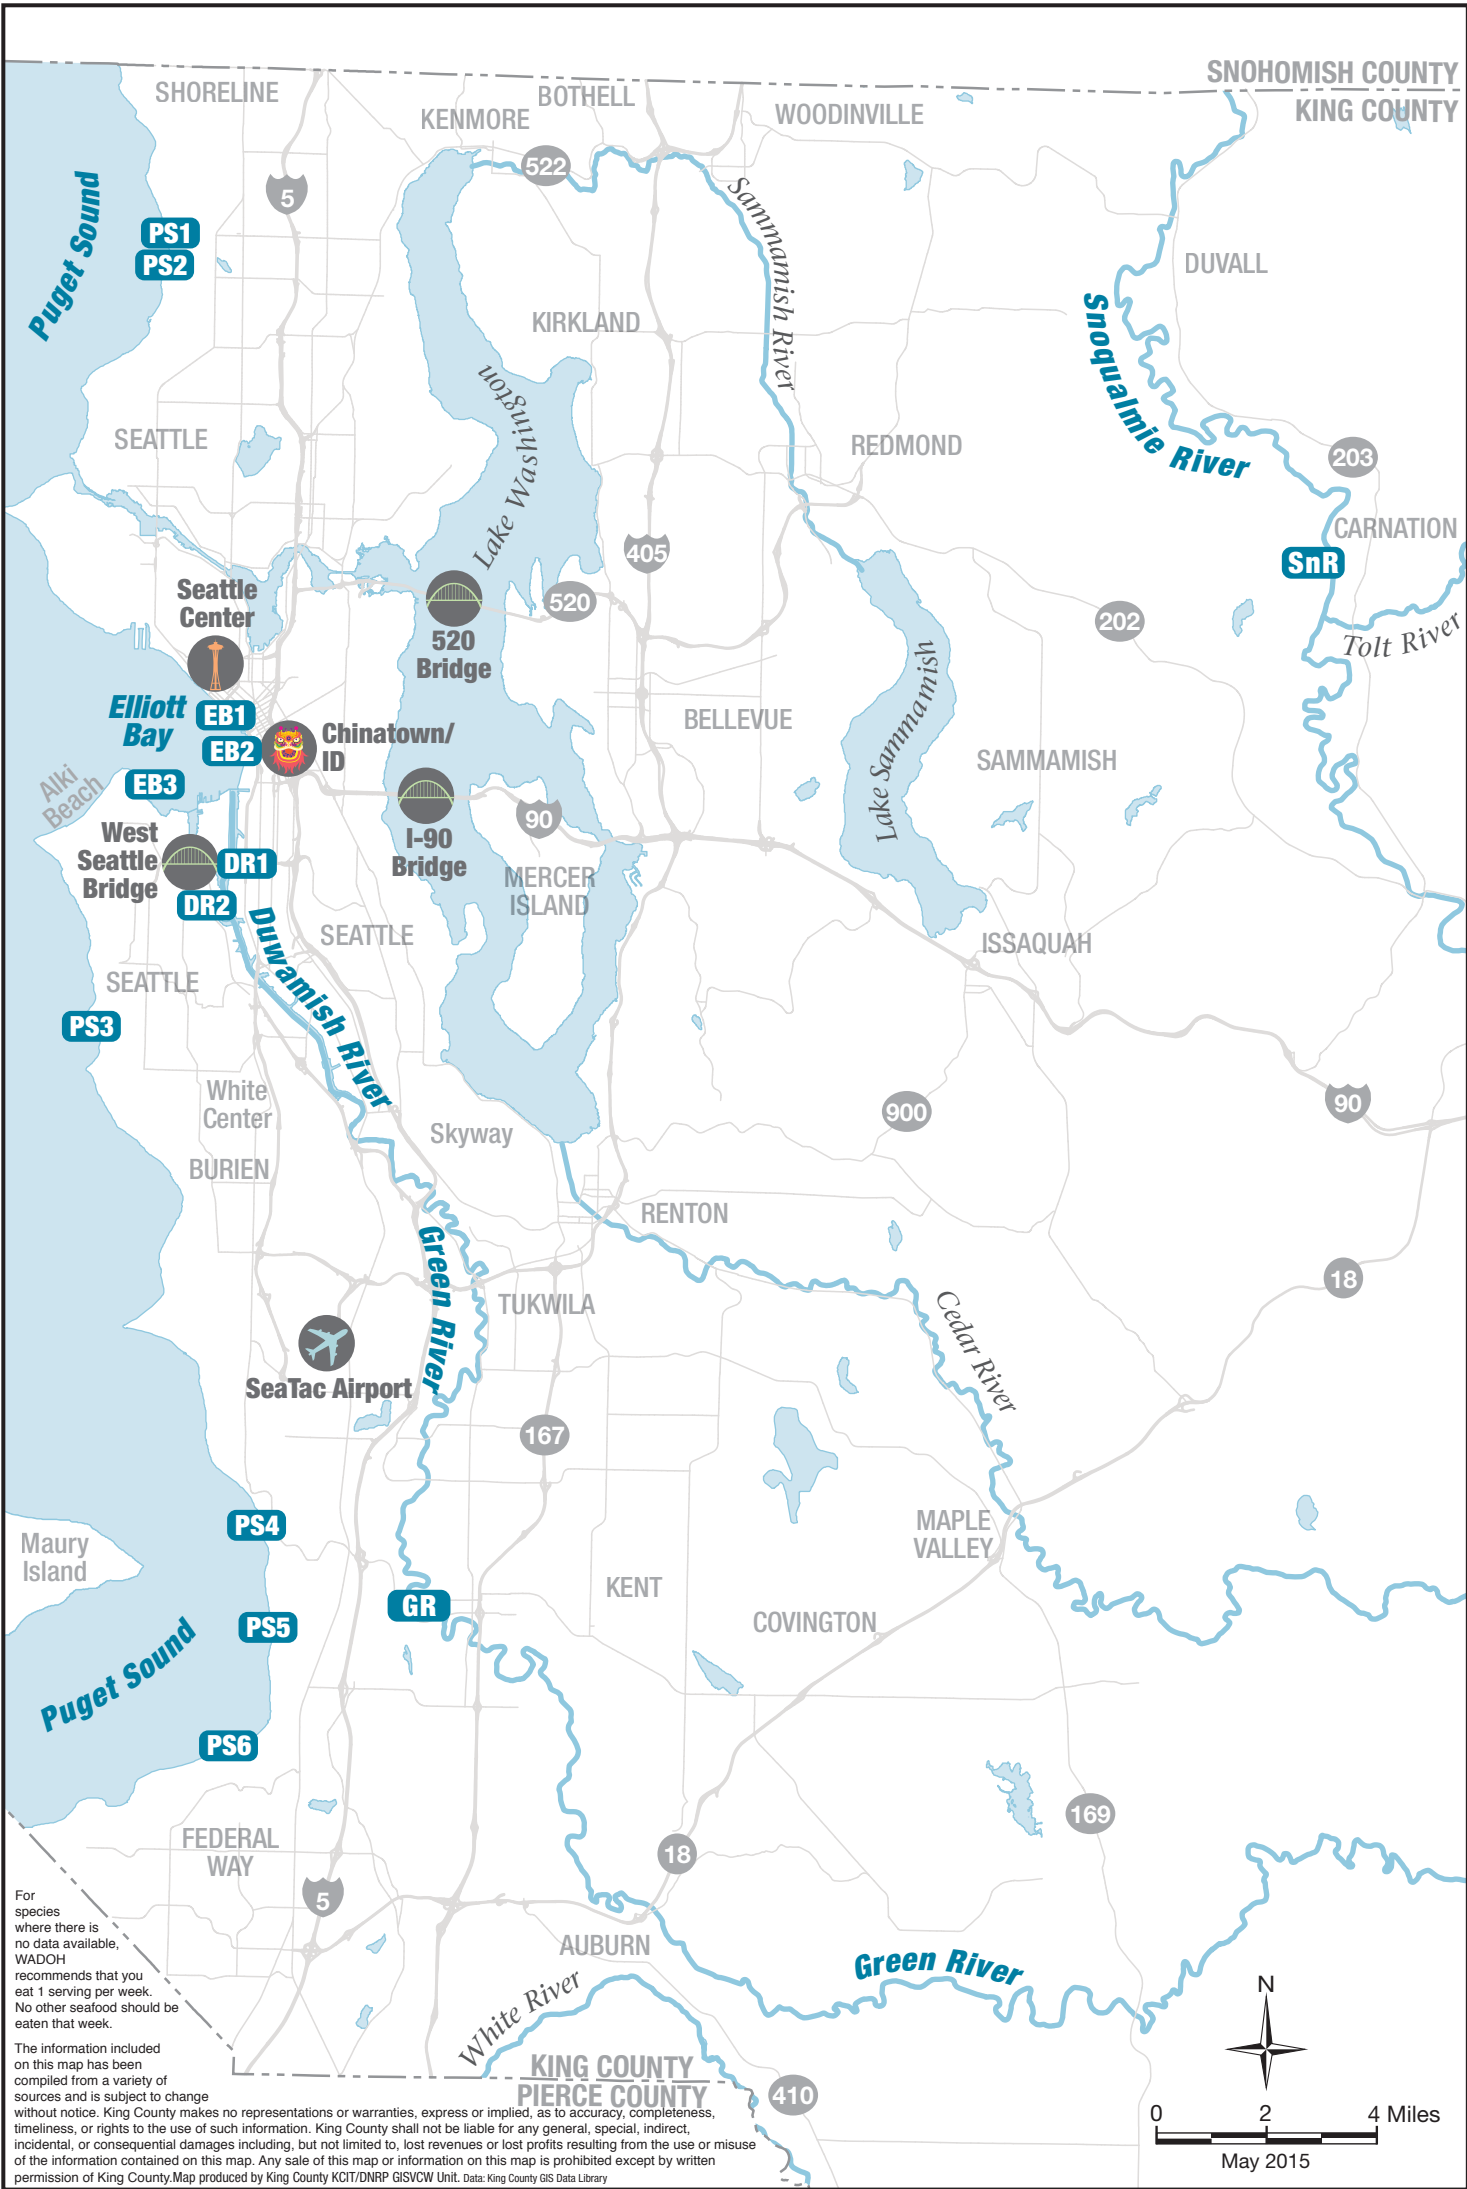 SNOHOMISH COUNTY
KING COUNTY
SHORELINE
BOTHELL
KENMORE
WOODINVILLE
522
5
Puget Sound
PS1
PS2
Sammamish River
DUVALL
KIRKLAND
Snoqualmie River
Lake Washington
SEATTLE
REDMOND
203
CARNATION
405
SnR
Seattle
Center
520
202
520
Bridge
Tolt River
Elliott
Bay
EB1
EB2
Chinatown/
ID
BELLEVUE
Lake Sammamish
SAMMAMISH
EB3
Alki
Beach
90
I-90
Bridge
West
Seattle
Bridge
DR1
MERCER
ISLAND
DR2
Duwamish River
SEATTLE
ISSAQUAH
SEATTLE
PS3
White
Center
900
90
Skyway
BURIEN
RENTON
Green River
18
TUKWILA
Cedar River
SeaTac Airport
167
PS4
MAPLE
VALLEY
Maury
Island
KENT
GR
COVINGTON
PS5
Puget Sound
PS6
169
FEDERAL
WAY
18
5
AUBURN
Green River
White River
KING COUNTY
PIERCE COUNTY
410
For
species
where there is
no data available,
WADOH
recommends that you
eat 1 serving per week.
No other seafood should be
eaten that week.
The information included
on this map has been
compiled from a variety of
sources and is subject to change
without notice. King County makes no representations or warranties, express or implied, as to accuracy, completeness,
timeliness, or rights to the use of such information. King County shall not be liable for any general, special, indirect,
incidental, or consequential damages including, but not limited to, lost revenues or lost profits resulting from the use or misuse
of the information contained on this map. Any sale of this map or information on this map is prohibited except by written
permission of King County.Map produced by King County KCIT/DNRP GISVCW Unit. Data: King County GIS Data Library
N
0 2 4 Miles
May 2015